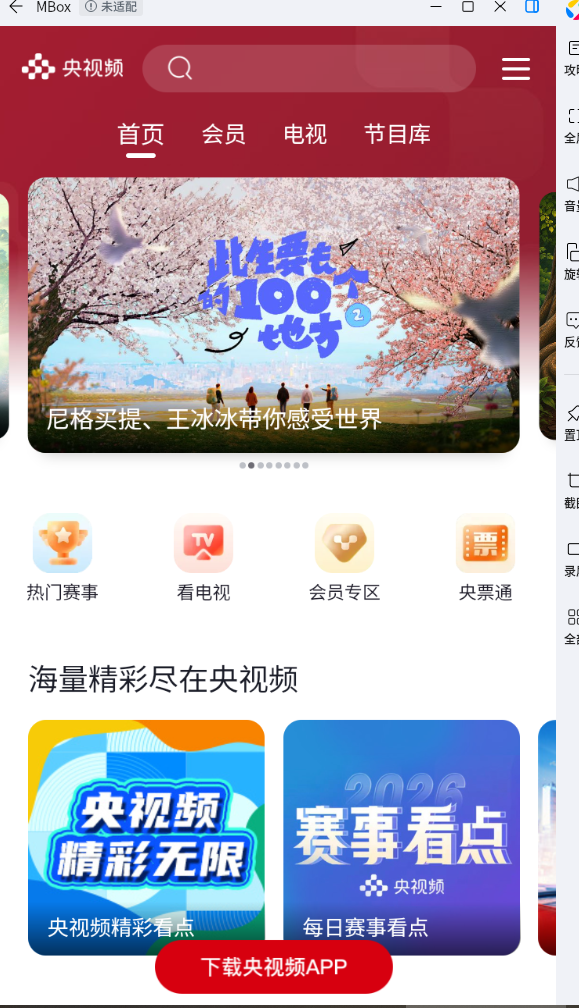 MBox
未适配
央视频
首页 会员 电视 节目库
此生要去
的100个
地方 2
尼格买提、王冰冰带你感受世界
TV
票
热门赛事 看电视 会员专区 央票通
海量精彩尽在央视频
央视频
精彩无限
央视频精彩看点
2026
赛事看点
央视频
每日赛事看点
下载央视频APP
置